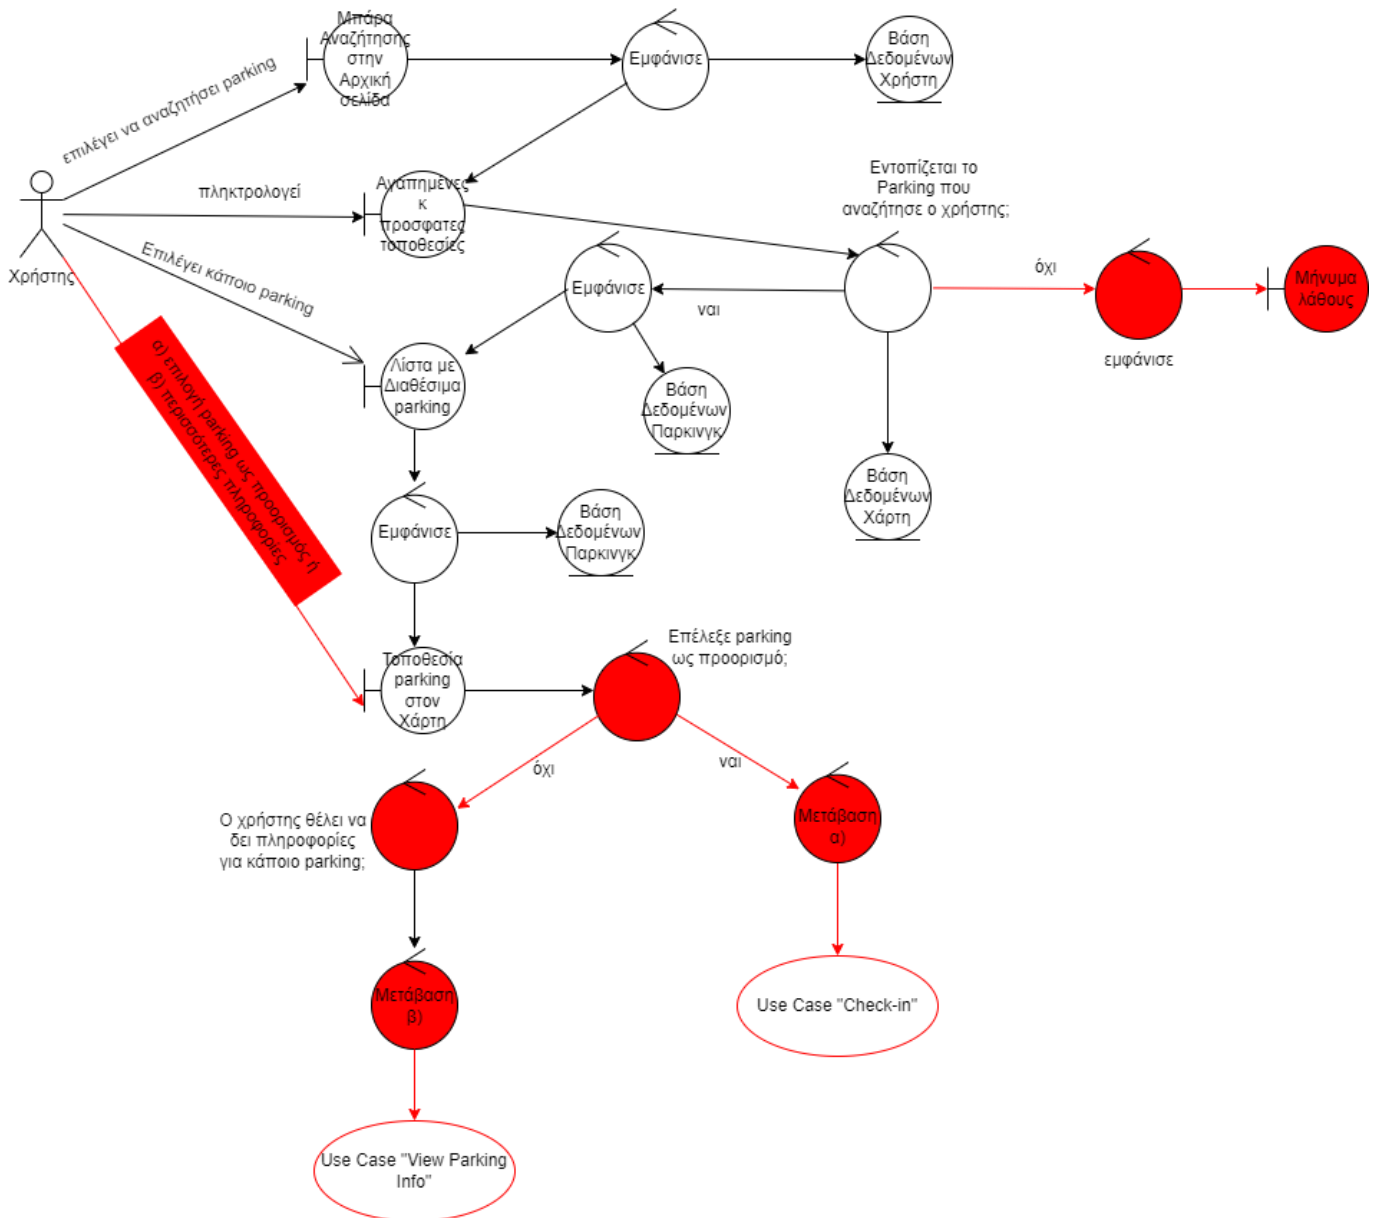 Μπάρα
Αναζήτησης
στην
Αρχική
σελίδα
Εμφάνισε
Βάση
Δεδομένων
Χρήστη
επιλέγει να αναζητήσει parking
Χρήστης
πληκτρολογεί
Αγαπημένες
κ
προσφατες
τοποθεσίες
Εντοπίζεται το
Parking που
αναζήτησε ο χρήστης;
Επιλέγει κάποιο parking
Εμφάνισε
ναι
όχι
εμφάνισε
Μήνυμα
λάθους
Λίστα με
Διαθέσιμα
parking
Βάση
Δεδομένων
Παρκινγκ
Βάση
Δεδομένων
Χάρτη
α) επιλογή parking ως προορισμός ή
β) περισσότερες πληροφορίες
Εμφάνισε
Βάση
Δεδομένων
Παρκινγκ
Τοποθεσία
parking
στον
Χάρτη
Επέλεξε parking
ως προορισμό;
όχι
ναι
Ο χρήστης θέλει να
δει πληροφορίες
για κάποιο parking;
Μετάβαση
α)
Μετάβαση
β)
Use Case "Check-in"
Use Case "View Parking
Info"